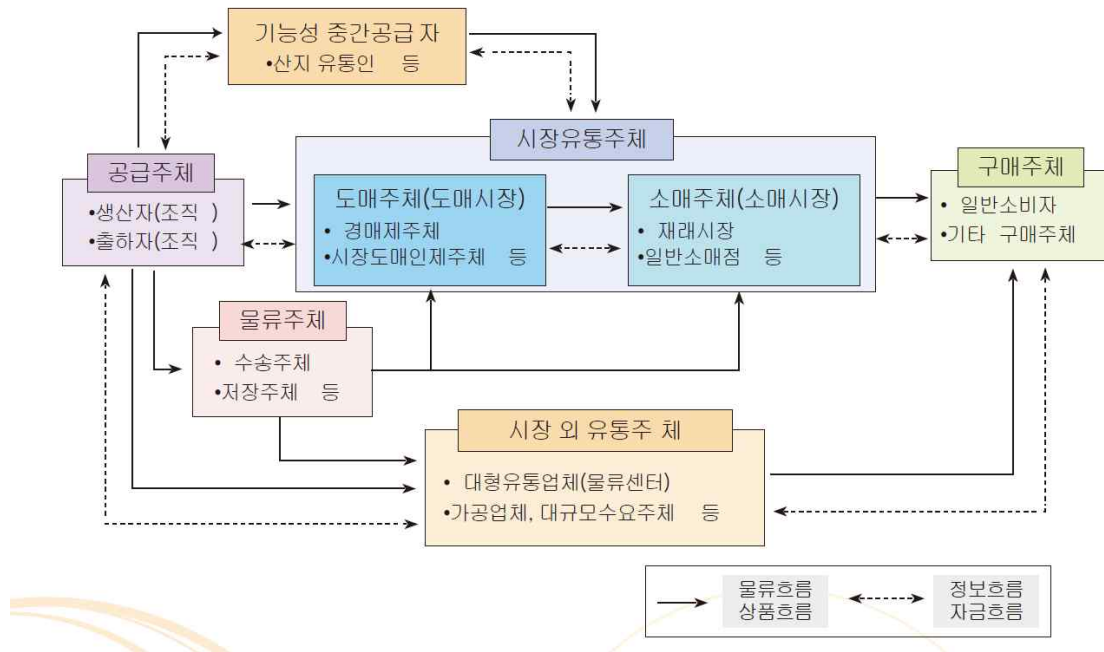 기능성 중간공급 자
•산지 유통인 등
시장유통주체
공급주체
•생산자(조직 )
•출하자(조직 )
도매주체(도매시장)
• 경매제주체
•시장도매인제주체 등
소매주체(소매시장)
• 재래시장
•일반소매점 등
구매주체
• 일반소비자
•기타 구매주체
물류주체
• 수송주체
•저장주체 등
시장 외 유통주 체
• 대형유통업체(물류센터)
•가공업체, 대규모수요주체 등
물류흐름
상품흐름
정보흐름
자금흐름